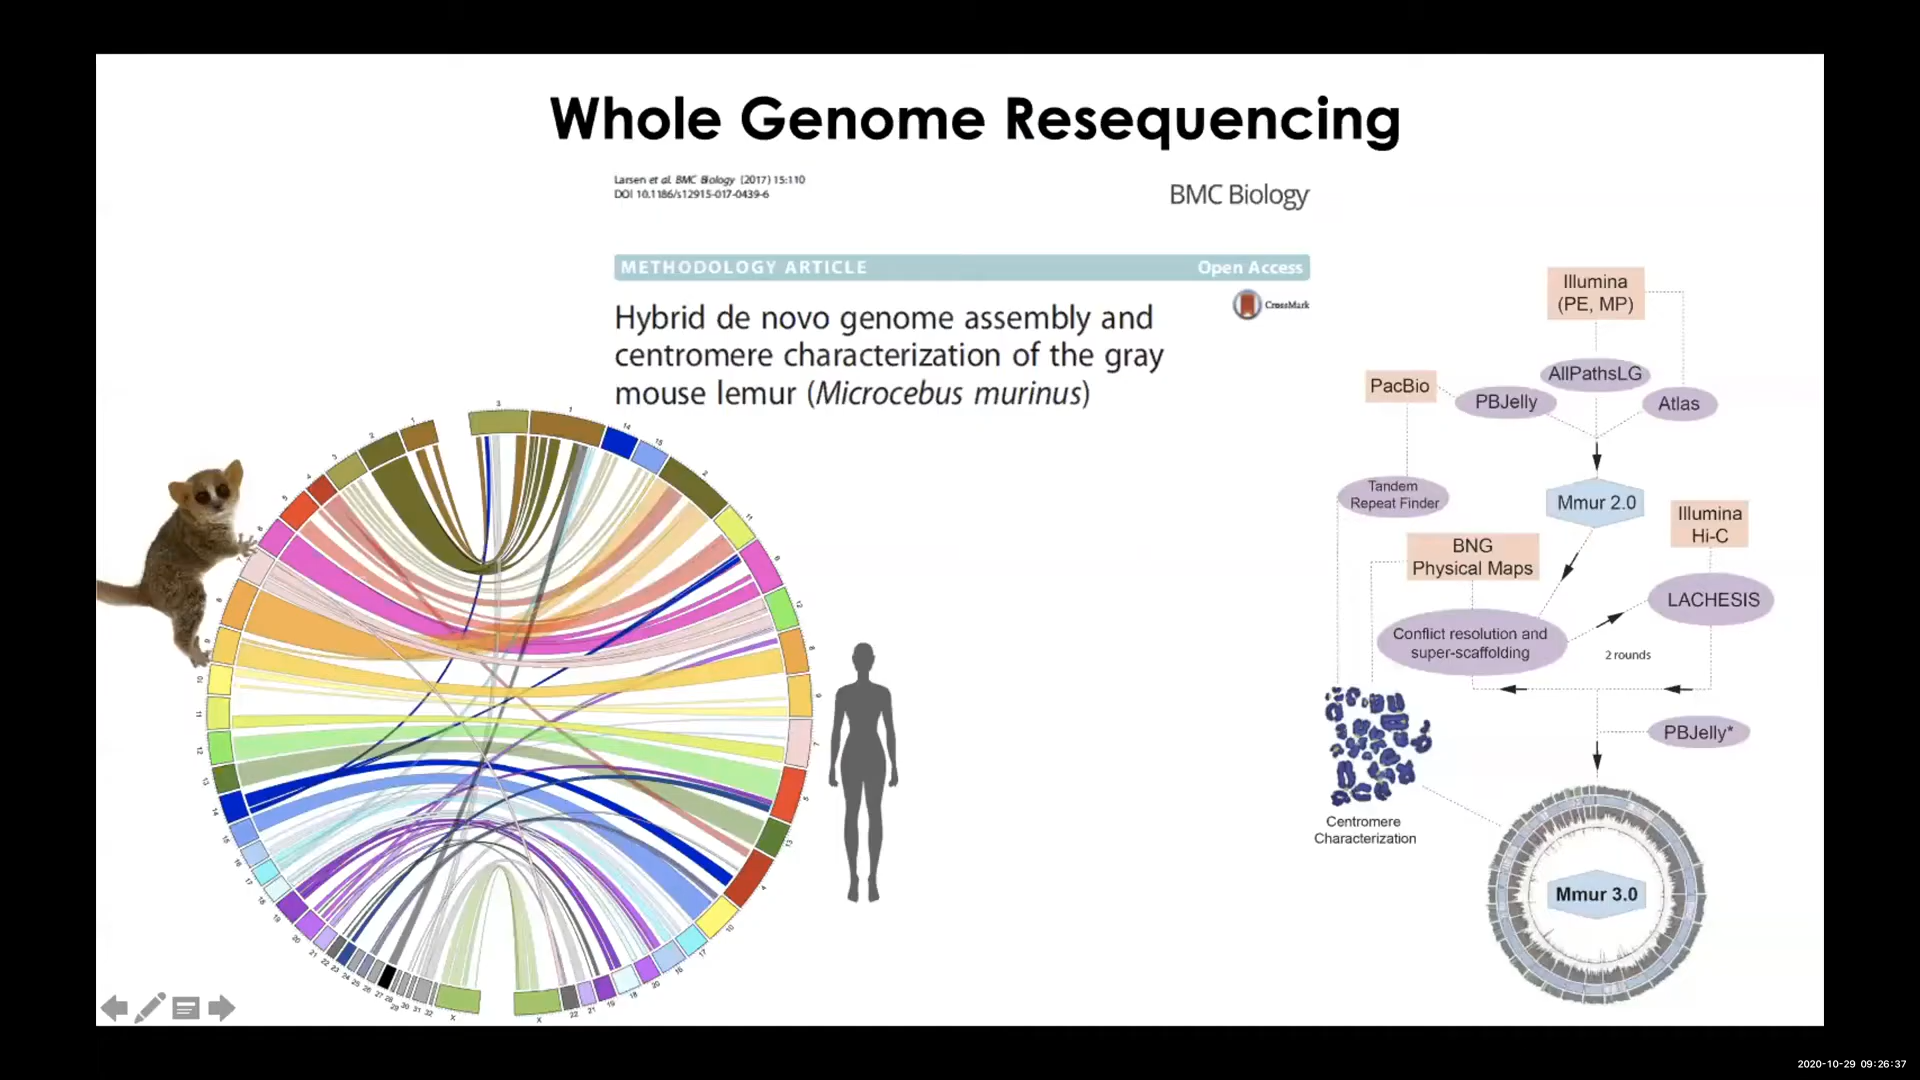 Whole Genome Resequencing
Larsen et al. BMC Biology (2017) 15:110
DOI 10.1186/s12915-017-0439-6
BMC Biology
METHODOLOGY ARTICLE
Open Access
CrossMark
Hybrid de novo genome assembly and
centromere characterization of the gray
mouse lemur (Microcebus murinus)
Illumina
(PE, MP)
AllPathsLG
PacBio
PBJelly
Atlas
Tandem
Repeat Finder
Mmur 2.0
Illumina
Hi-C
BNG
Physical Maps
LACHESIS
Conflict resolution and
super-scaffolding
2 rounds
PBJelly*
Centromere
Characterization
Mmur 3.0
2020-10-29 09:26:37